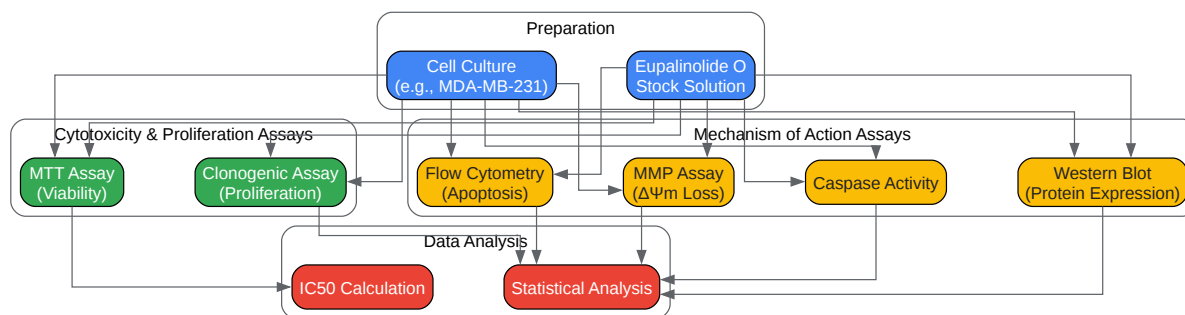 Preparation
Cell Culture
(e.g., MDA-MB-231)
Eupalinolide O
Stock Solution
Cytotoxicity & Proliferation Assays
Mechanism of Action Assays
MTT Assay
(Viability)
Clonogenic Assay
(Proliferation)
Flow Cytometry
(Apoptosis)
MMP Assay
(ΔΨm Loss)
Caspase Activity
Western Blot
(Protein Expression)
Data Analysis
IC50 Calculation
Statistical Analysis